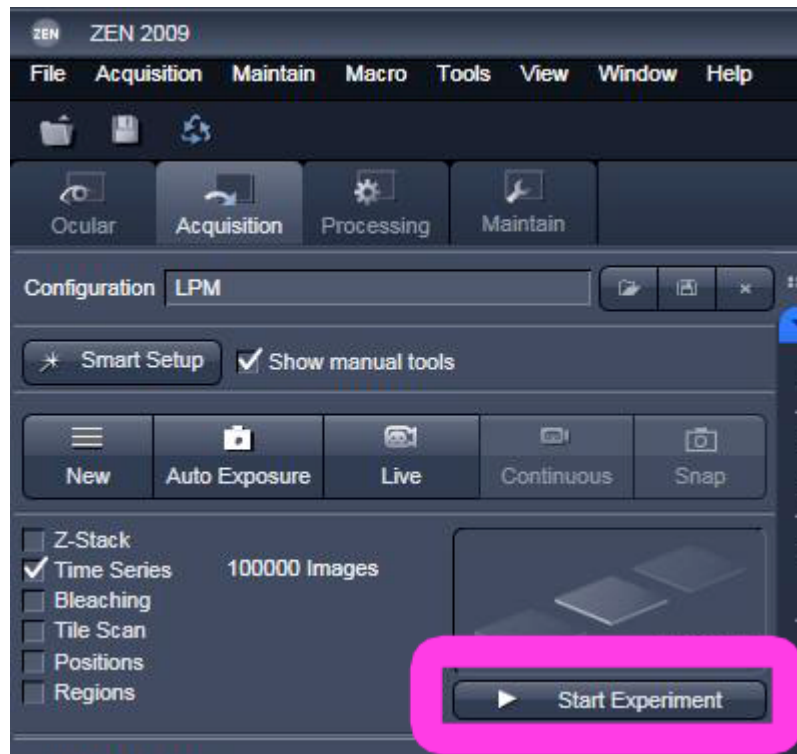 ZEN ZEN 2009
File Acquisition Maintain Macro Tools View Window Help
Ocular Acquisition Processing Maintain
Configuration LPM
Smart Setup Show manual tools
New Auto Exposure Live Continuous Snap
Z-Stack
Time Series 100000 Images
Bleaching
Tile Scan
Positions
Regions
Start Experiment